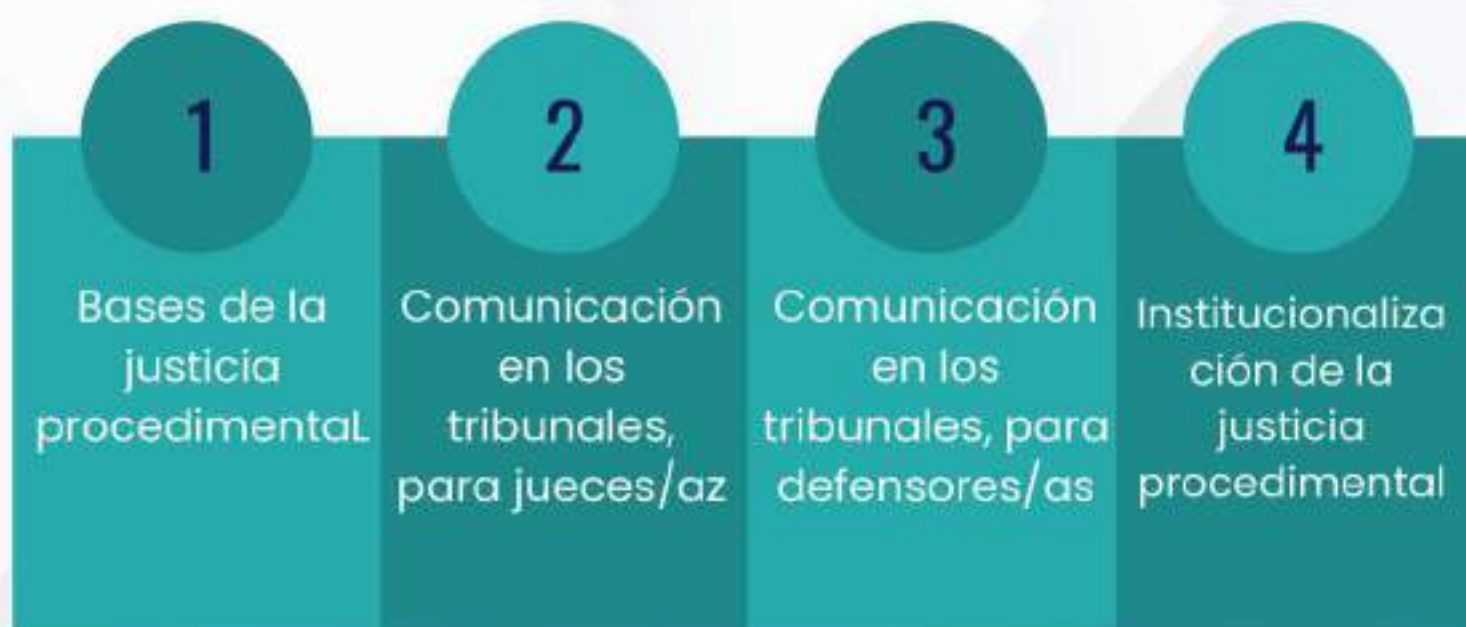 1
Bases de la
justicia
procedimentaL
2
Comunicación
en los
tribunales,
para jueces/az
3
Comunicación
en los
tribunales, para
defensores/as
4
Institucionaliza
ción de la
justicia
procedimental